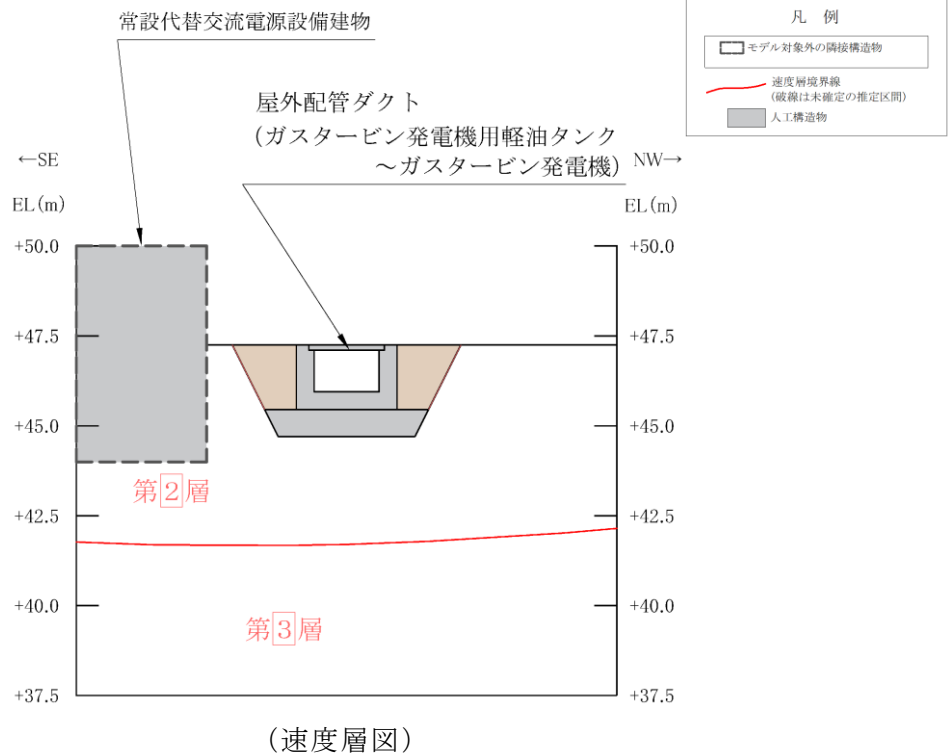 常設代替交流電源設備建物
凡 例
モデル対象外の隣接構造物
速度層境界線
(破線は未確定の推定区間)
人工構造物
屋外配管ダクト
(ガスタービン発電機用軽油タンク
～ガスタービン発電機)
←SE
NW→
EL(m)
EL(m)
+50.0
+50.0
+47.5
+47.5
+45.0
+45.0
第2層
+42.5
+42.5
+40.0
+40.0
第3層
+37.5
+37.5
(速度層図)